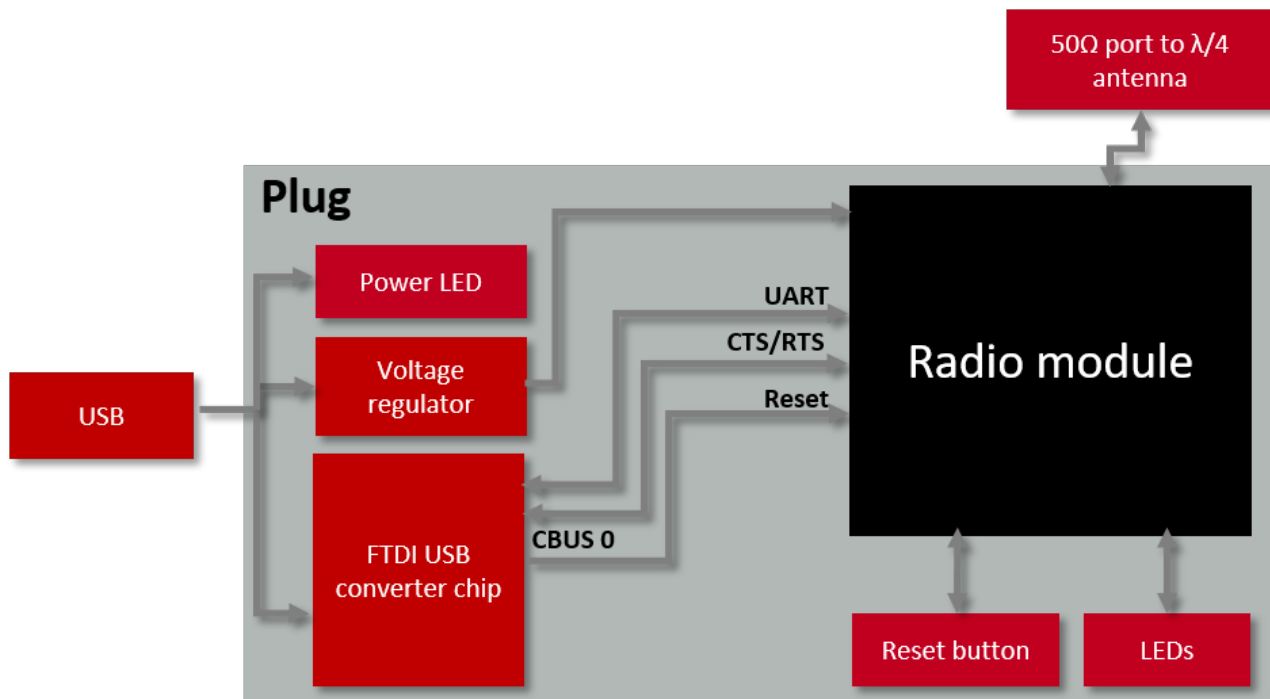 50Ω port to λ/4
antenna
Plug
Power LED
UART
CTS/RTS
Voltage
regulator
Radio module
USB
Reset
CBUS 0
FTDI USB
converter chip
Reset button
LEDs